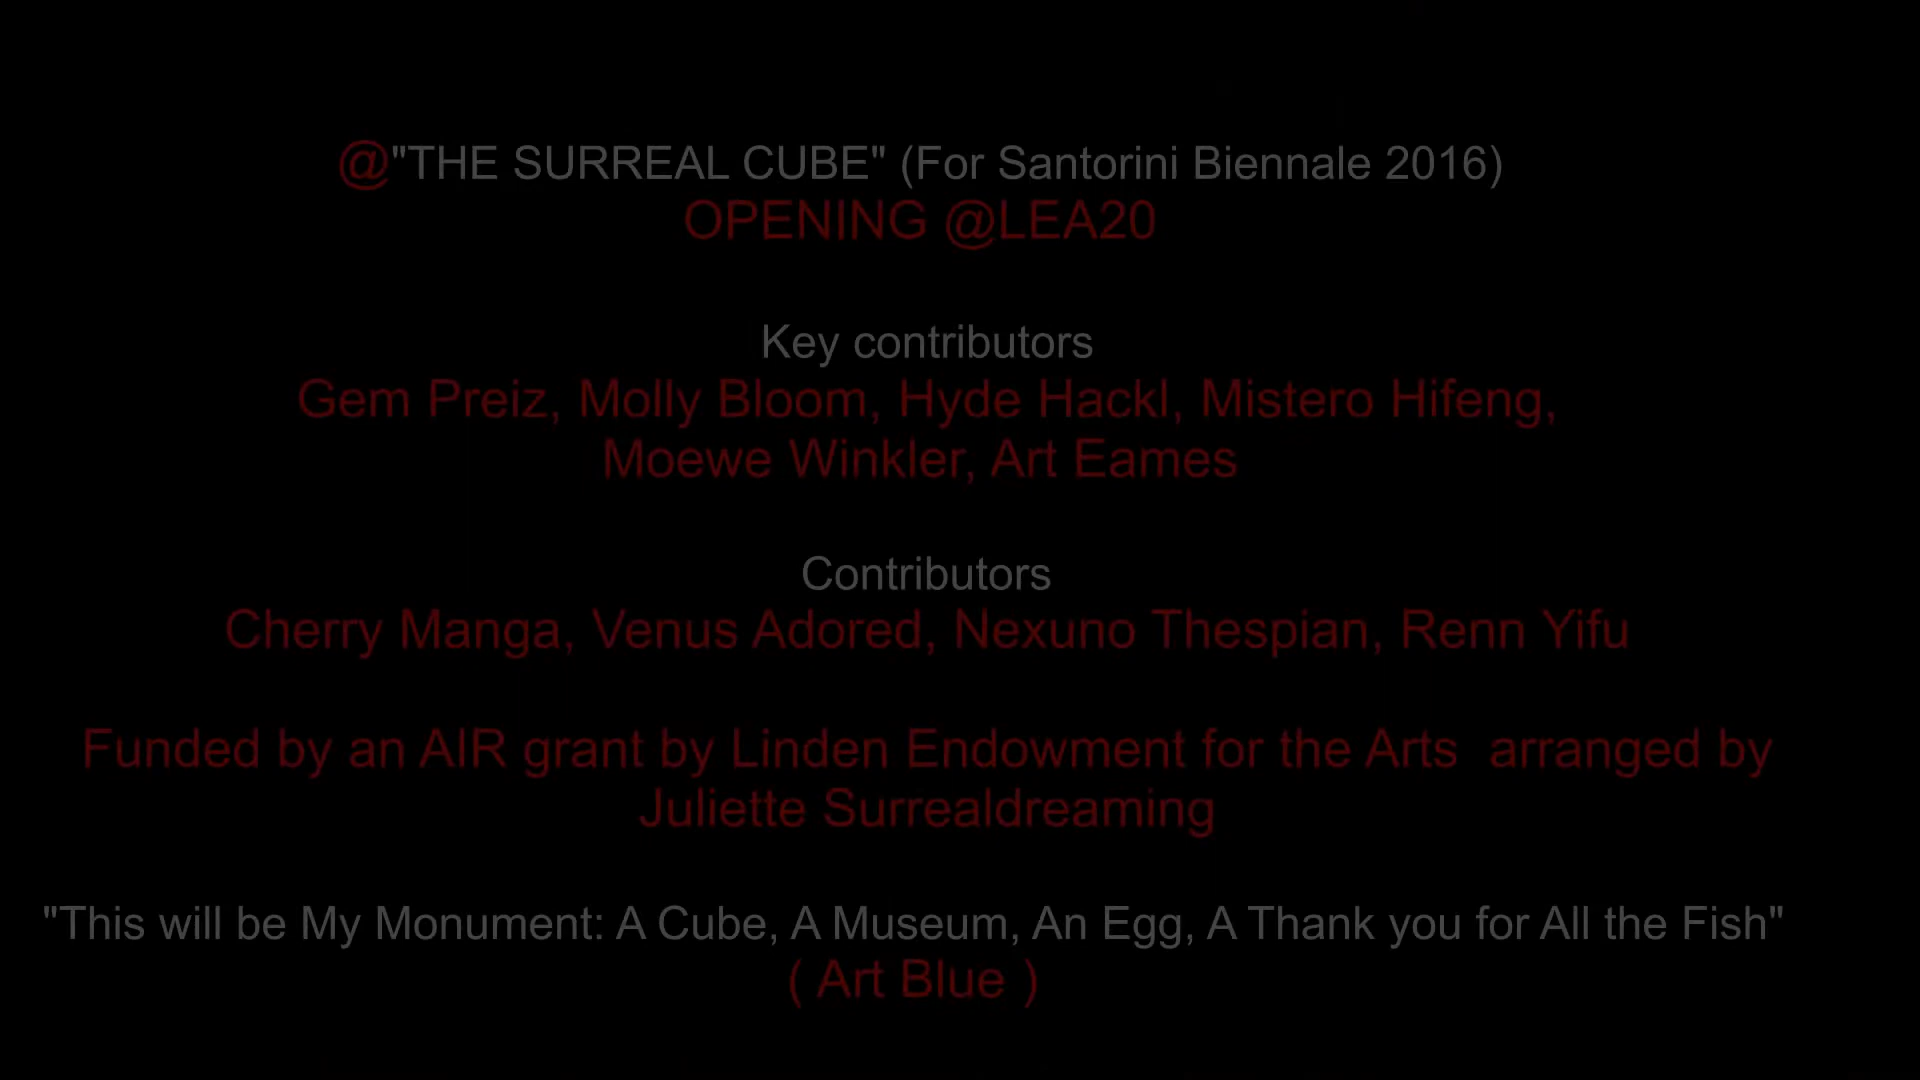 @"THE SURREAL CUBE" (For Santorini Biennale 2016)
OPENING @LEA20
Key contributors
Gem Preiz, Molly Bloom, Hyde Hackl, Mistero Hifeng,
Moewe Winkler, Art Eames
Contributors
Cherry Manga, Venus Adored, Nexuno Thespian, Renn Yifu
Funded by an AIR grant by Linden Endowment for the Arts  arranged by
Juliette Surrealdreaming
"This will be My Monument: A Cube, A Museum, An Egg, A Thank you for All the Fish"
( Art Blue )